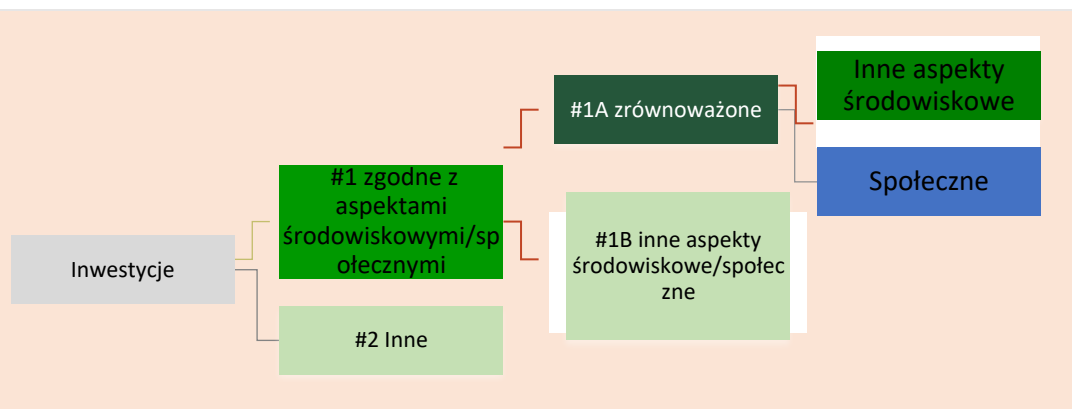 Inwestycje
#1 zgodne z
aspektami
środowiskowymi/sp
ołecznymi
#2 Inne
#1A zrównoważone
#1B inne aspekty
środowiskowe/społec
zne
Inne aspekty
środowiskowe
Społeczne